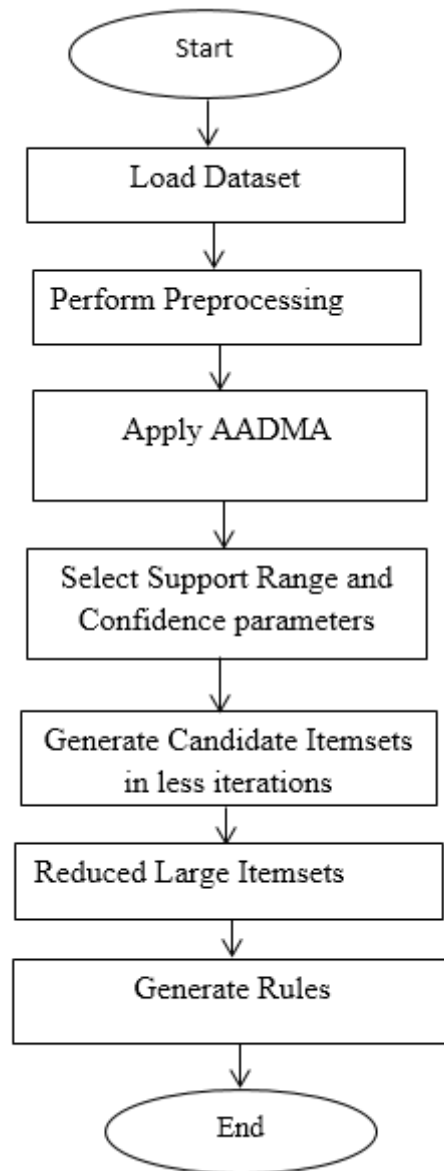 Start
Load Dataset
Perform Preprocessing
Apply AADMA
Select Support Range and
Confidence parameters
Generate Candidate Itemsets
in less iterations
Reduced Large Itemsets
Generate Rules
End